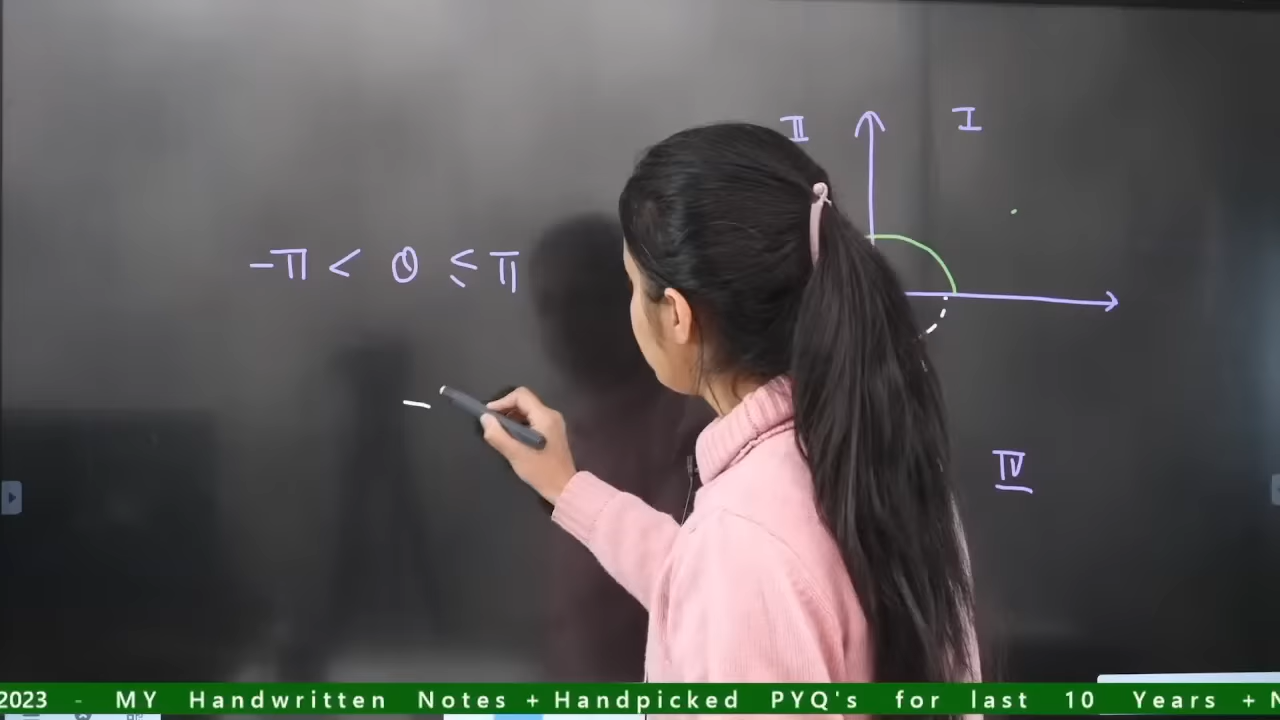 II I
-π < θ ≤ π
-
IV
2023 - MY Handwritten Notes + Handpicked PYQ's for last 10 Years +